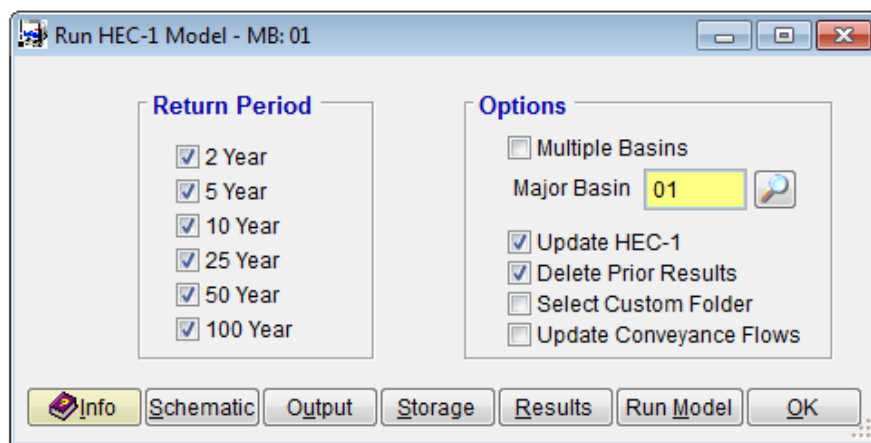 Run HEC-1 Model - MB: 01
Return Period
2 Year
5 Year
10 Year
25 Year
50 Year
100 Year
Options
Multiple Basins
Major Basin 01
Update HEC-1
Delete Prior Results
Select Custom Folder
Update Conveyance Flows
Info Schematic Output Storage Results Run Model OK